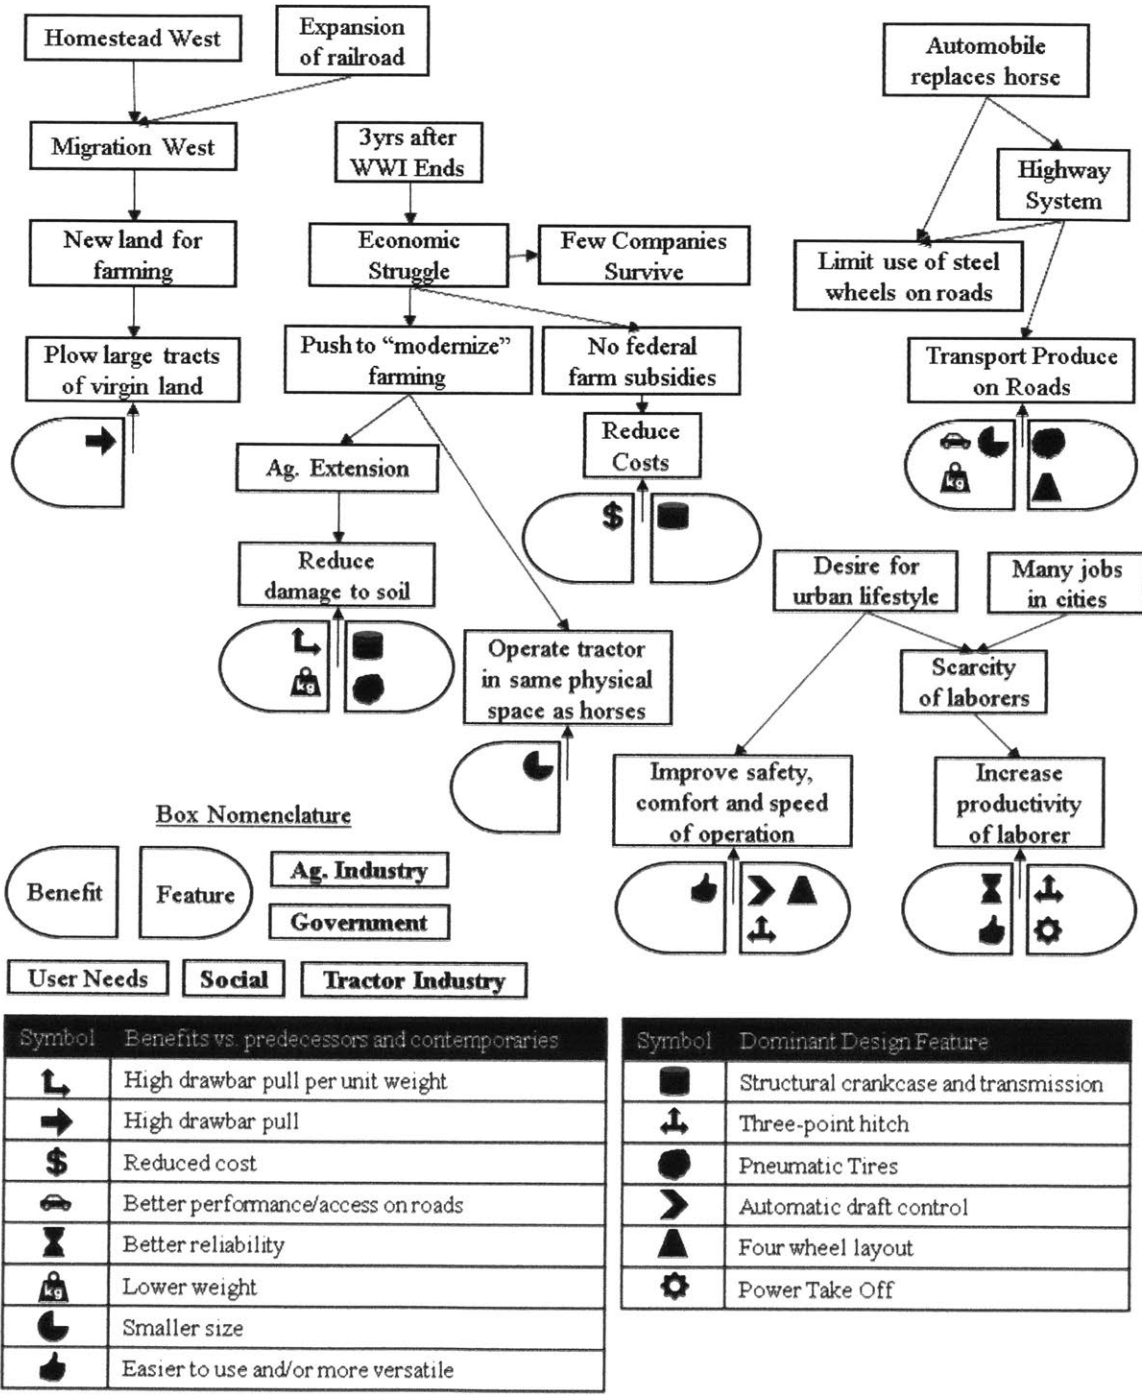 Homestead West
Expansion
of railroad
Automobile
replaces horse
Migration West
3yrs after
WWI Ends
Highway
System
New land for
farming
Economic
Struggle
Few Companies
Survive
Limit use of steel
wheels on roads
Plow large tracts
of virgin land
Push to “modernize”
farming
No federal
farm subsidies
Transport Produce
on Roads
Ag. Extension
Reduce
Costs
kg
$
Reduce
damage to soil
Desire for
urban lifestyle
Many jobs
in cities
kg
Operate tractor
in same physical
space as horses
Scarcity
of laborers
Improve safety,
comfort and speed
of operation
Increase
productivity
of laborer
Box Nomenclature
Benefit
Feature
Ag. Industry
Government
User Needs
Social
Tractor Industry
Symbol Benefits vs. predecessors and contemporaries
High drawbar pull per unit weight
High drawbar pull
$ Reduced cost
Better performance/access on roads
Better reliability
kg Lower weight
Smaller size
Easier to use and/or more versatile
Symbol Dominant Design Feature
Structural crankcase and transmission
Three-point hitch
Pneumatic Tires
Automatic draft control
Four wheel layout
Power Take Off